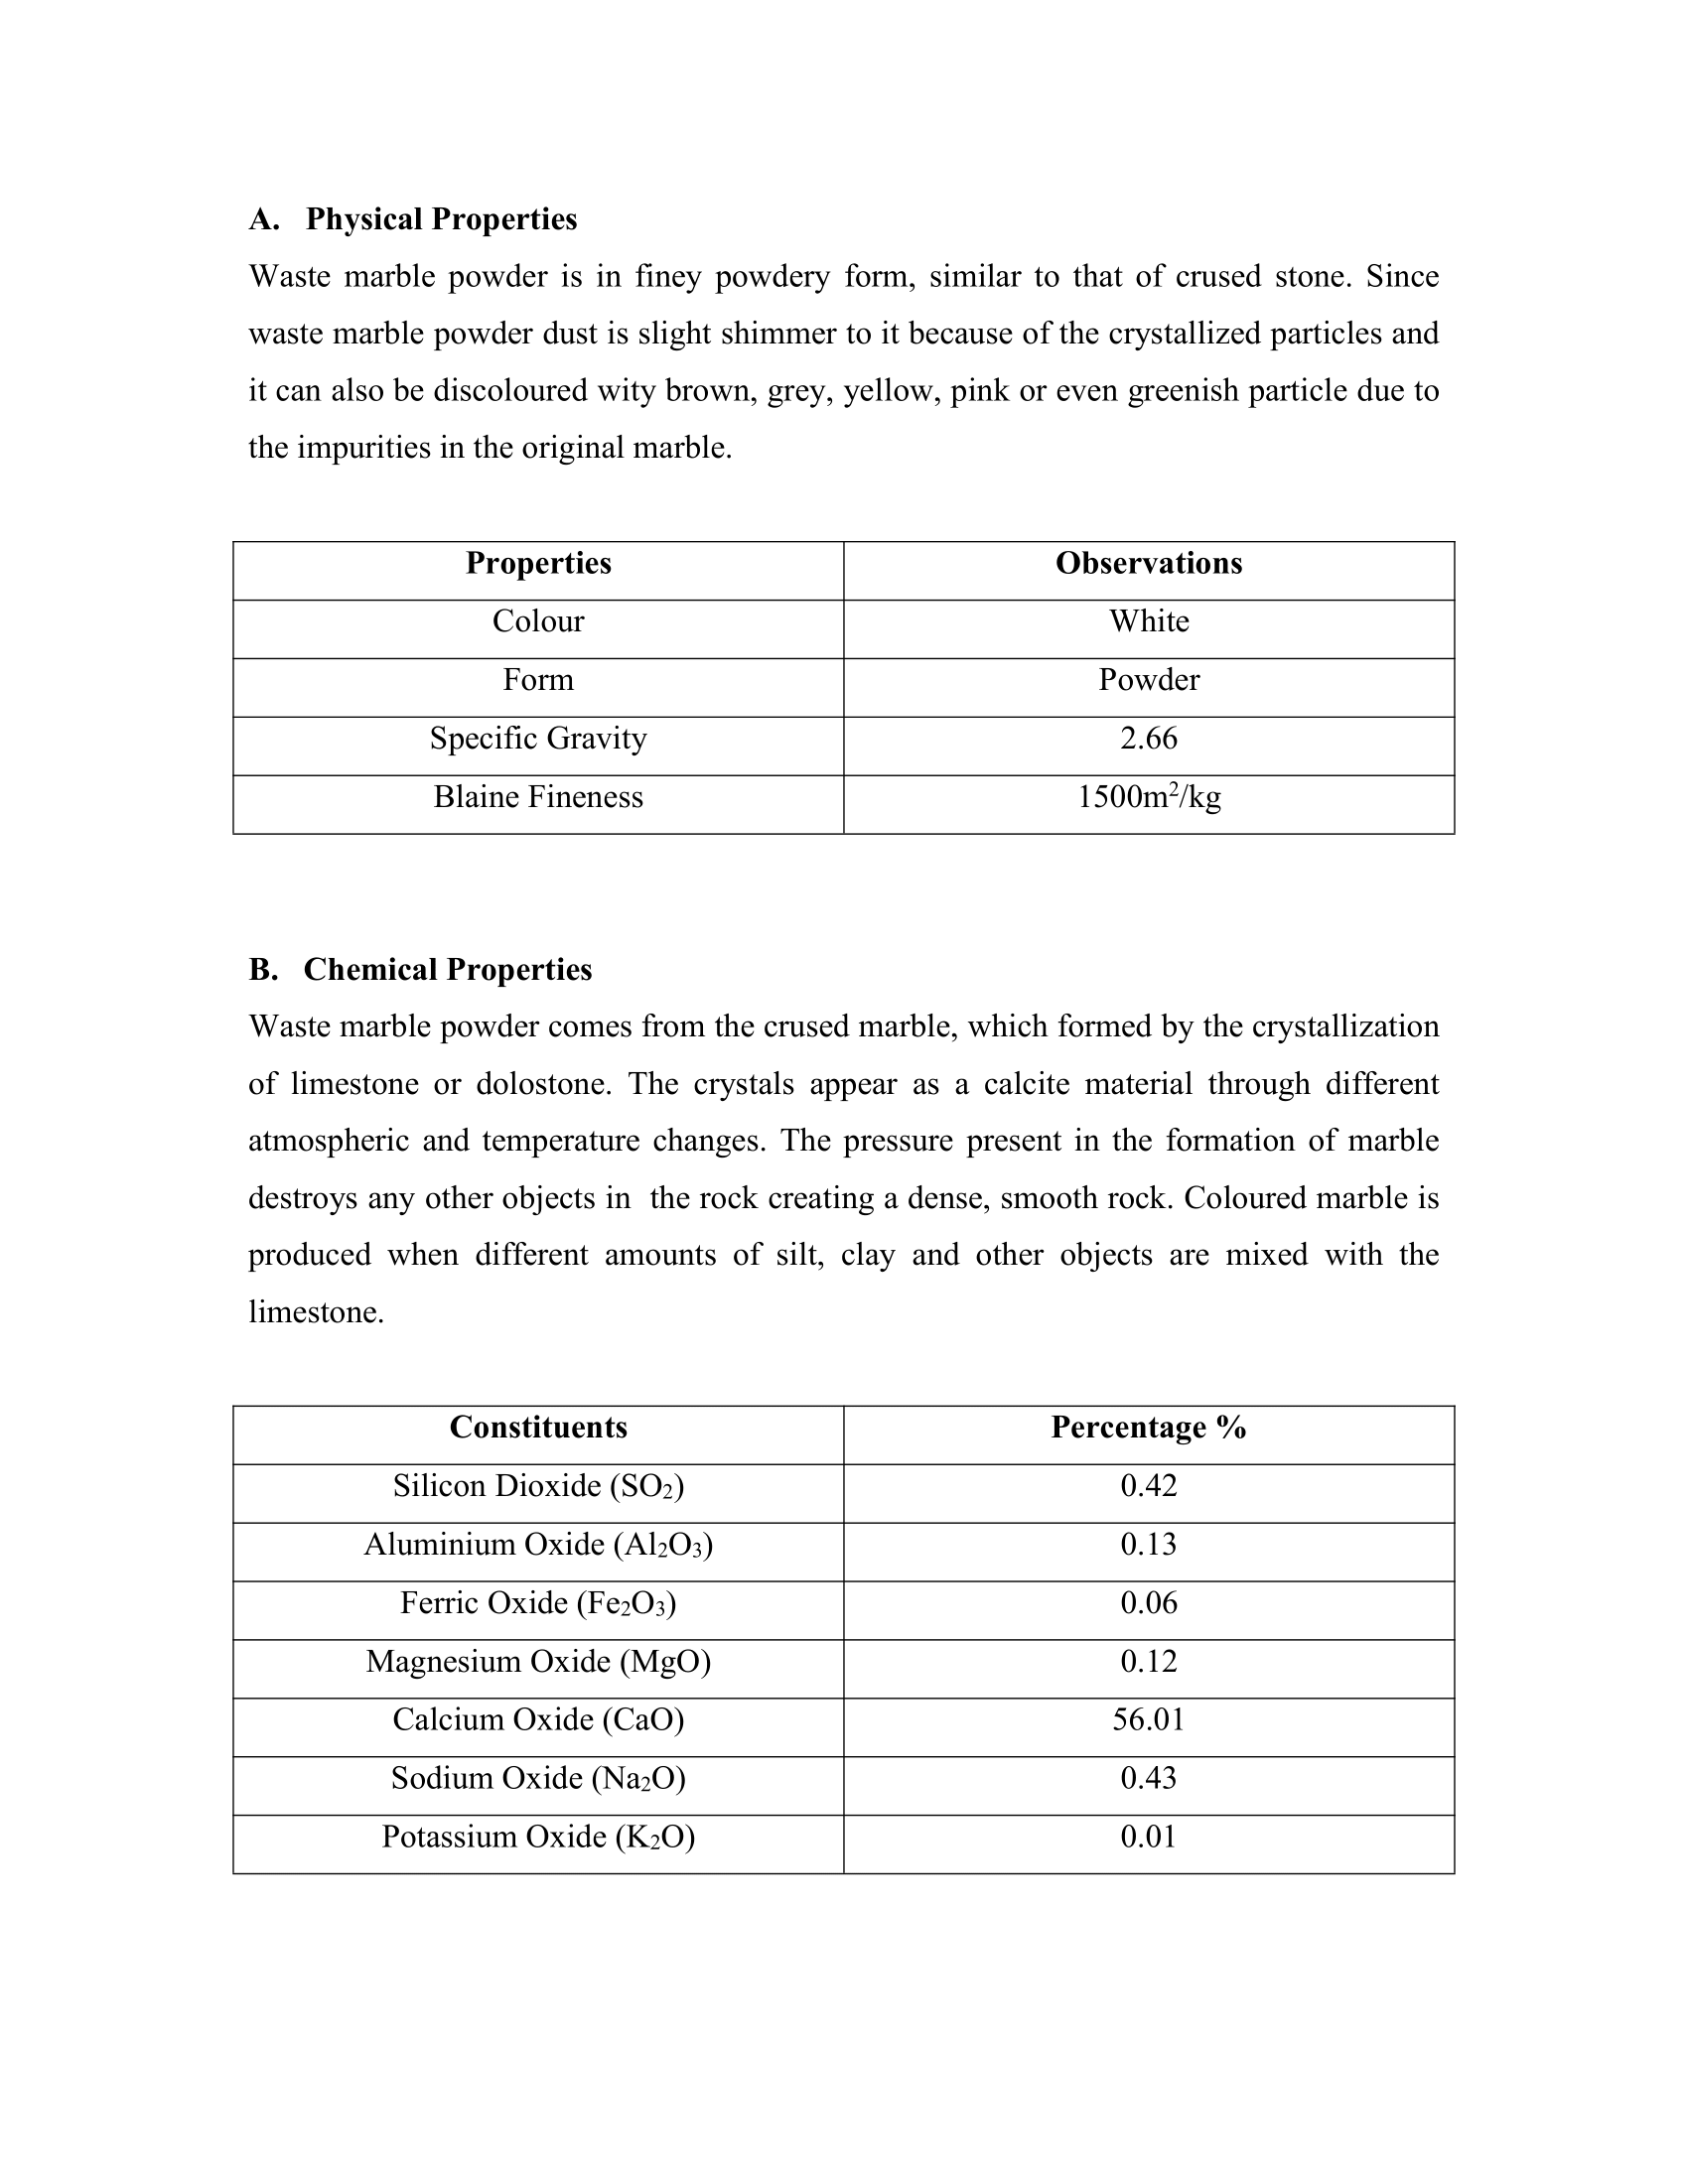 A. Physical Properties
Waste marble powder is in finey powdery form, similar to that of crused stone. Since
waste marble powder dust is slight shimmer to it because of the crystallized particles and
it can also be discoloured wity brown, grey, yellow, pink or even greenish particle due to
the impurities in the original marble.
Properties Observations
Colour White
Form Powder
Specific Gravity 2.66
Blaine Fineness 1500m²/kg
B. Chemical Properties
Waste marble powder comes from the crused marble, which formed by the crystallization
of limestone or dolostone. The crystals appear as a calcite material through different
atmospheric and temperature changes. The pressure present in the formation of marble
destroys any other objects in the rock creating a dense, smooth rock. Coloured marble is
produced when different amounts of silt, clay and other objects are mixed with the
limestone.
Constituents Percentage %
Silicon Dioxide (SO₂) 0.42
Aluminium Oxide (Al₂O₃) 0.13
Ferric Oxide (Fe₂O₃) 0.06
Magnesium Oxide (MgO) 0.12
Calcium Oxide (CaO) 56.01
Sodium Oxide (Na₂O) 0.43
Potassium Oxide (K₂O) 0.01